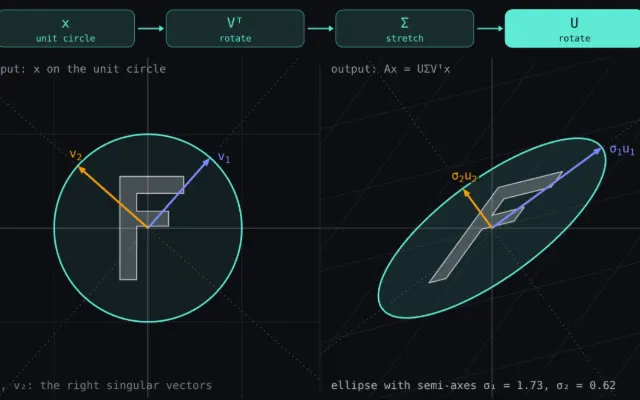 x
unit circle
Vᵀ
rotate
Σ
stretch
U
rotate
put: x on the unit circle
output: Ax = UΣVᵀx
v₂
v₁
σ₂u₂
σ₁u₁
, v₂: the right singular vectors
ellipse with semi-axes σ₁ = 1.73, σ₂ = 0.62